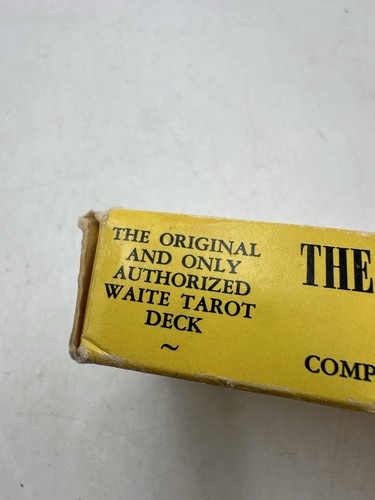 THE ORIGINAL
AND ONLY
AUTHORIZED
WAITE TAROT
DECK
~
THE
COMP